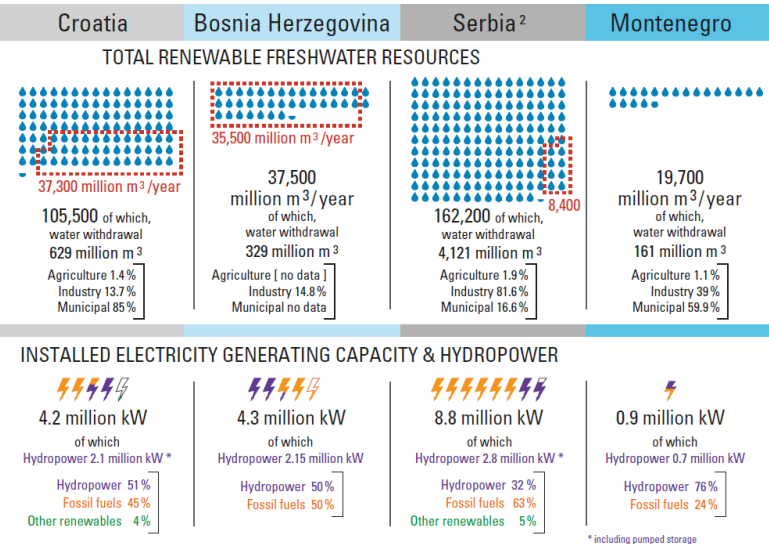 Croatia
Bosnia Herzegovina
Serbia 2
Montenegro
TOTAL RENEWABLE FRESHWATER RESOURCES
37,300 million m3/year
105,500 of which,
water withdrawal
629 million m3
Agriculture 1.4%
Industry 13.7%
Municipal 85%
35,500 million m3/year
37,500
million m3/year
of which,
water withdrawal
329 million m3
Agriculture [ no data ]
Industry 14.8%
Municipal no data
8,400
162,200 of which,
water withdrawal
4,121 million m3
Agriculture 1.9%
Industry 81.6%
Municipal 16.6%
19,700
million m3/year
of which,
water withdrawal
161 million m3
Agriculture 1.1%
Industry 39%
Municipal 59.9%
INSTALLED ELECTRICITY GENERATING CAPACITY & HYDROPOWER
4.2 million kW
of which
Hydropower 2.1 million kW *
Hydropower 51%
Fossil fuels 45%
Other renewables 4%
4.3 million kW
of which
Hydropower 2.15 million kW
Hydropower 50%
Fossil fuels 50%
8.8 million kW
of which
Hydropower 2.8 million kW *
Hydropower 32%
Fossil fuels 63%
Other renewables 5%
0.9 million kW
of which
Hydropower 0.7 million kW
Hydropower 76%
Fossil fuels 24%
* including pumped storage